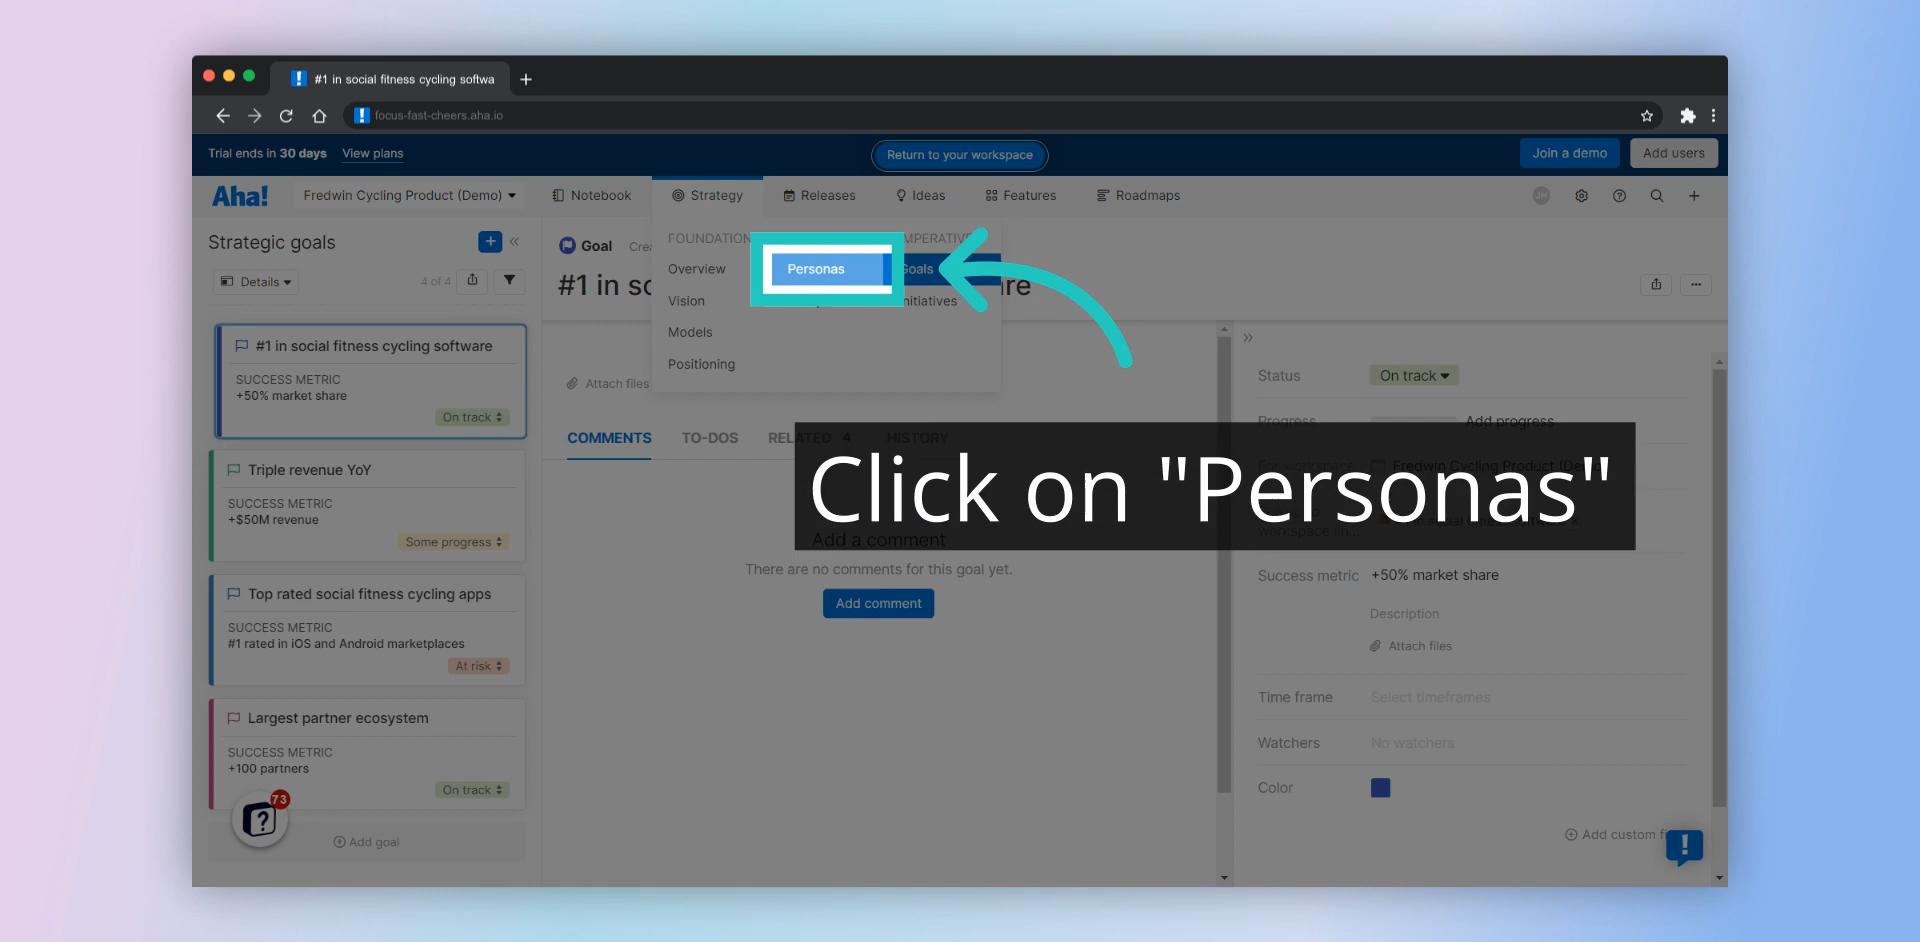 #1 in social fitness cycling softwa
focus-fast-cheers.aha.io
Trial ends in 30 days View plans
Return to your workspace
Join a demo
Add users
Aha!
Fredwin Cycling Product (Demo)
Notebook
Strategy
Releases
Ideas
Features
Roadmaps
JH
Strategic goals
Details
4 of 4
#1 in social fitness cycling software
SUCCESS METRIC
+50% market share
On track
Triple revenue YoY
SUCCESS METRIC
+$50M revenue
Some progress
Top rated social fitness cycling apps
SUCCESS METRIC
#1 rated in iOS and Android marketplaces
At risk
Largest partner ecosystem
SUCCESS METRIC
+100 partners
On track
73
Add goal
Goal
#1 in
FOUNDATION
Overview
Vision
Models
Positioning
Personas
Goals
Initiatives
Attach files
COMMENTS
TO-DOS
RELATED 4
HISTORY
Click on "Personas"
Add a comment
There are no comments for this goal yet.
Add comment
Status
On track
Progress
Add progress
Success metric
+50% market share
Description
Attach files
Time frame
Select timeframes
Watchers
No watchers
Color
Add custom